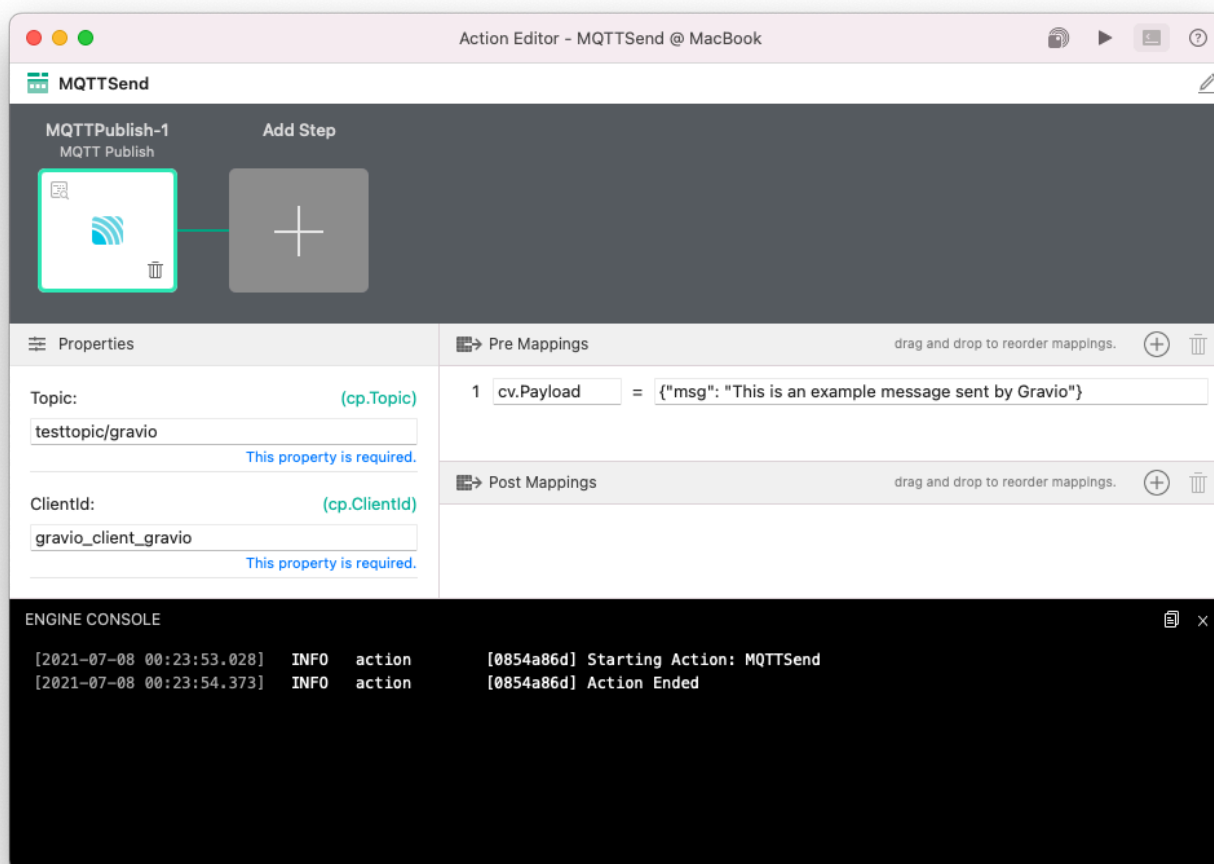 Action Editor - MQTTSend @ MacBook
MQTTSend
MQTTPublish-1
MQTT Publish
Add Step
Properties
Topic:
(cp.Topic)
testtopic/gravio
This property is required.
ClientId:
(cp.ClientId)
gravio_client_gravio
This property is required.
Pre Mappings
drag and drop to reorder mappings.
1 cv.Payload = {"msg": "This is an example message sent by Gravio"}
Post Mappings
drag and drop to reorder mappings.
ENGINE CONSOLE
[2021-07-08 00:23:53.028] INFO action [0854a86d] Starting Action: MQTTSend
[2021-07-08 00:23:54.373] INFO action [0854a86d] Action Ended